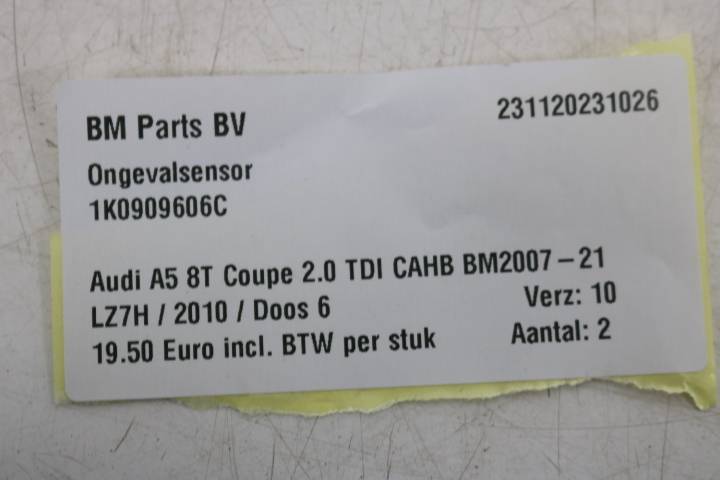 BM Parts BV 231120231026
Ongevalsensor
1K0909606C
Audi A5 8T Coupe 2.0 TDI CAHB BM2007-21
LZ7H / 2010 / Doos 6 Verz: 10
19.50 Euro incl. BTW per stuk Aantal: 2